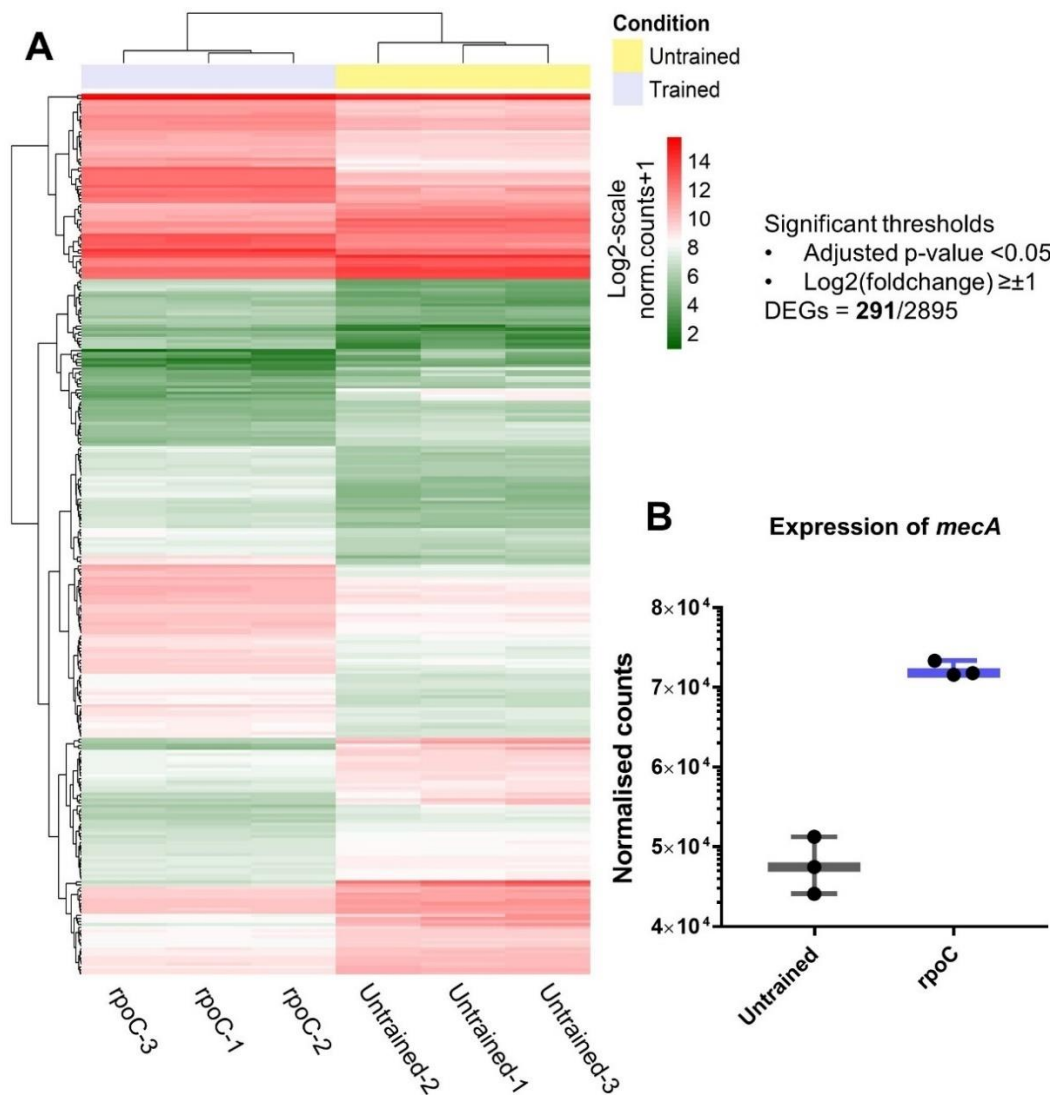 A
Condition
Untrained
Trained
Log2-scale
norm.counts+1
14
12
10
8
6
4
2
Significant thresholds
• Adjusted p-value <0.05
• Log2(foldchange) ≥±1
DEGs = 291/2895
rpoC-3
rpoC-1
rpoC-2
Untrained-2
Untrained-1
Untrained-3
B
Expression of mecA
Normalised counts
8×10⁴
7×10⁴
6×10⁴
5×10⁴
4×10⁴
Untrained
rpoC